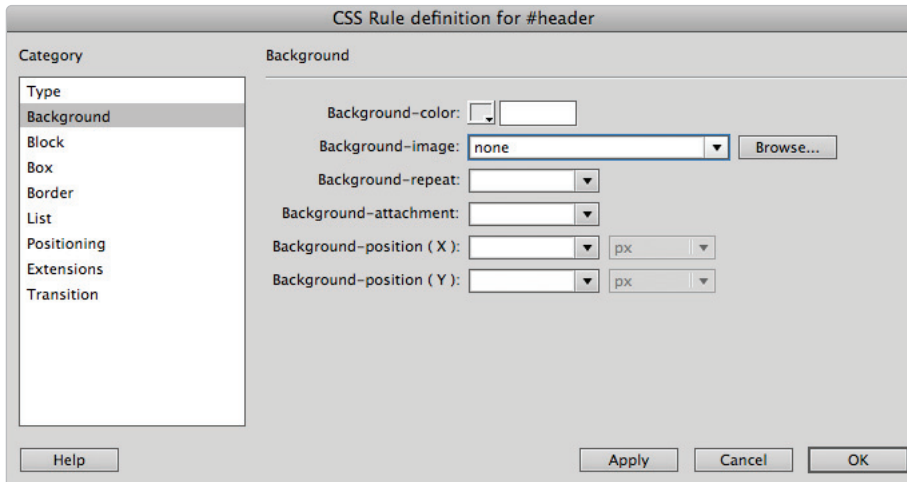 CSS Rule definition for #header
Category
Background
Type
Background
Block
Box
Border
List
Positioning
Extensions
Transition
Background-color:
Background-image: none Browse...
Background-repeat:
Background-attachment:
Background-position (X): px
Background-position (Y): px
Help
Apply
Cancel
OK